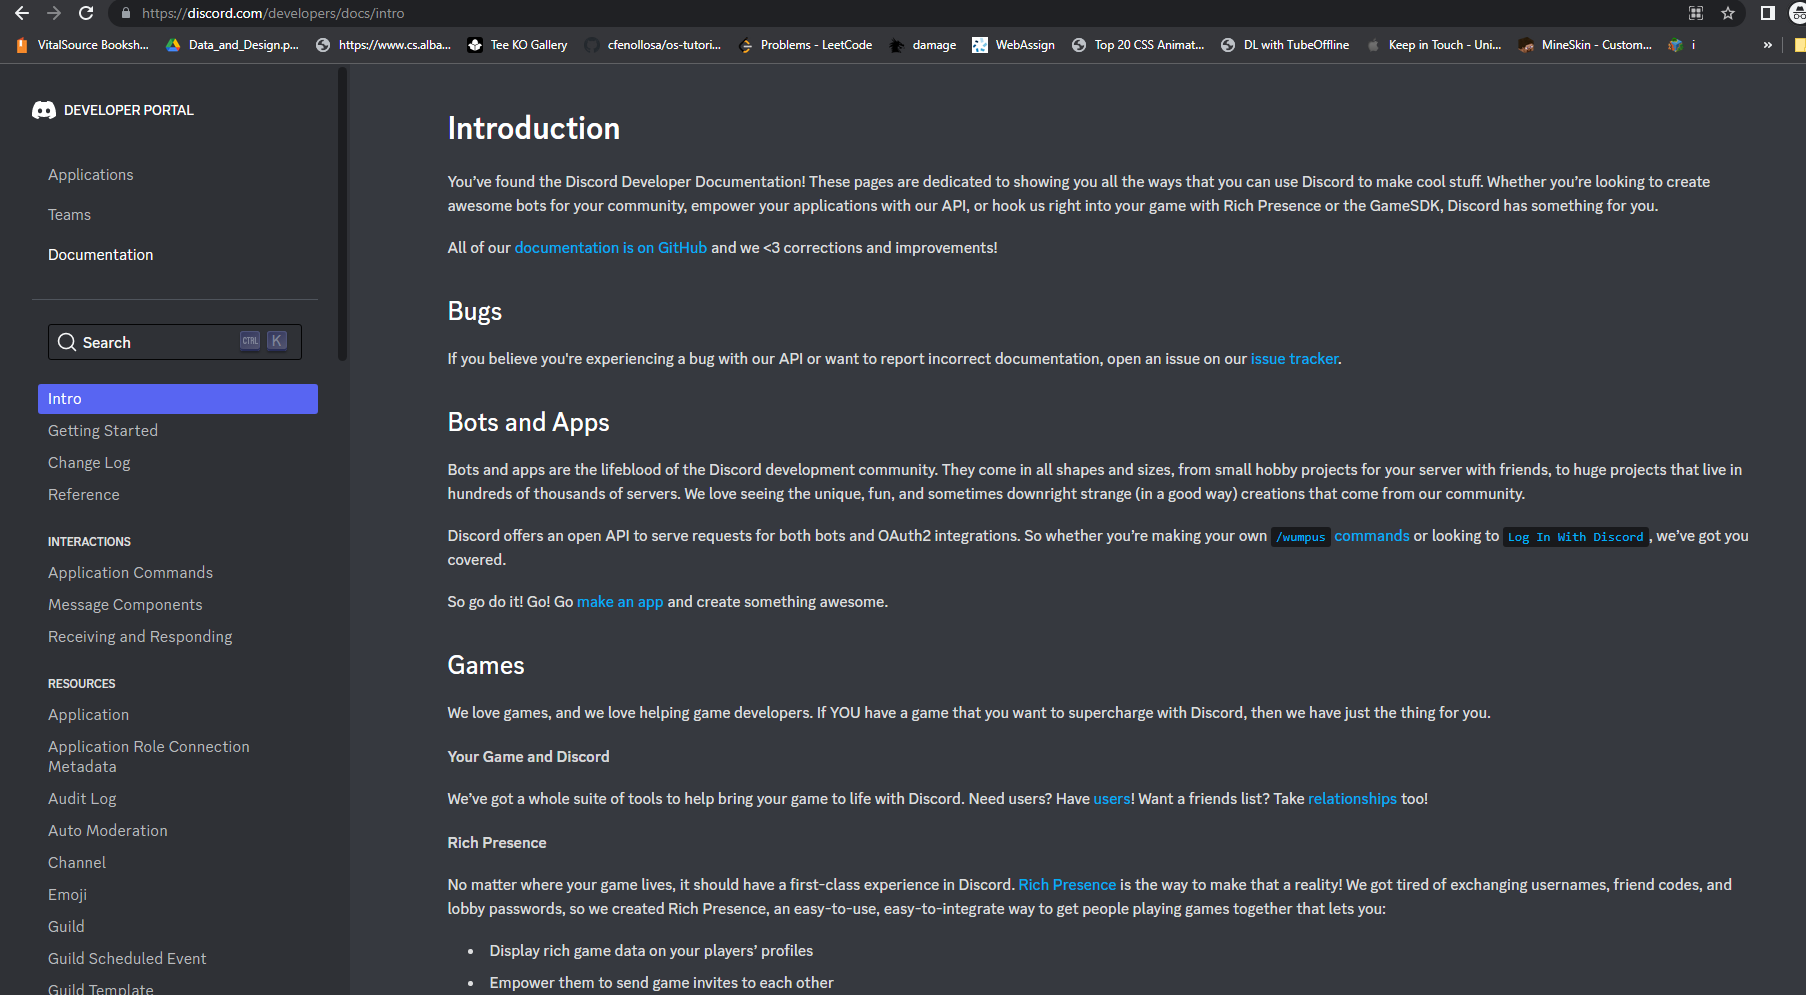 https://discord.com/developers/docs/intro
VitalSource Booksh...
Data_and_Design.p...
https://www.cs.alba...
Tee KO Gallery
cfenollosa/os-tutori...
Problems - LeetCode
damage
WebAssign
Top 20 CSS Animat...
DL with TubeOffline
Keep in Touch - Uni...
MineSkin - Custom...
i
»
DEVELOPER PORTAL
Applications
Teams
Documentation
Search CTRL K
Intro
Getting Started
Change Log
Reference
INTERACTIONS
Application Commands
Message Components
Receiving and Responding
RESOURCES
Application
Application Role Connection
Metadata
Audit Log
Auto Moderation
Channel
Emoji
Guild
Guild Scheduled Event
Guild Template
Introduction
You’ve found the Discord Developer Documentation! These pages are dedicated to showing you all the ways that you can use Discord to make cool stuff. Whether you’re looking to create
awesome bots for your community, empower your applications with our API, or hook us right into your game with Rich Presence or the GameSDK, Discord has something for you.
All of our documentation is on GitHub and we <3 corrections and improvements!
Bugs
If you believe you're experiencing a bug with our API or want to report incorrect documentation, open an issue on our issue tracker.
Bots and Apps
Bots and apps are the lifeblood of the Discord development community. They come in all shapes and sizes, from small hobby projects for your server with friends, to huge projects that live in
hundreds of thousands of servers. We love seeing the unique, fun, and sometimes downright strange (in a good way) creations that come from our community.
Discord offers an open API to serve requests for both bots and OAuth2 integrations. So whether you’re making your own /wumpus commands or looking to Log In With Discord, we’ve got you
covered.
So go do it! Go! Go make an app and create something awesome.
Games
We love games, and we love helping game developers. If YOU have a game that you want to supercharge with Discord, then we have just the thing for you.
Your Game and Discord
We’ve got a whole suite of tools to help bring your game to life with Discord. Need users? Have users! Want a friends list? Take relationships too!
Rich Presence
No matter where your game lives, it should have a first-class experience in Discord. Rich Presence is the way to make that a reality! We got tired of exchanging usernames, friend codes, and
lobby passwords, so we created Rich Presence, an easy-to-use, easy-to-integrate way to get people playing games together that lets you:
• Display rich game data on your players’ profiles
• Empower them to send game invites to each other